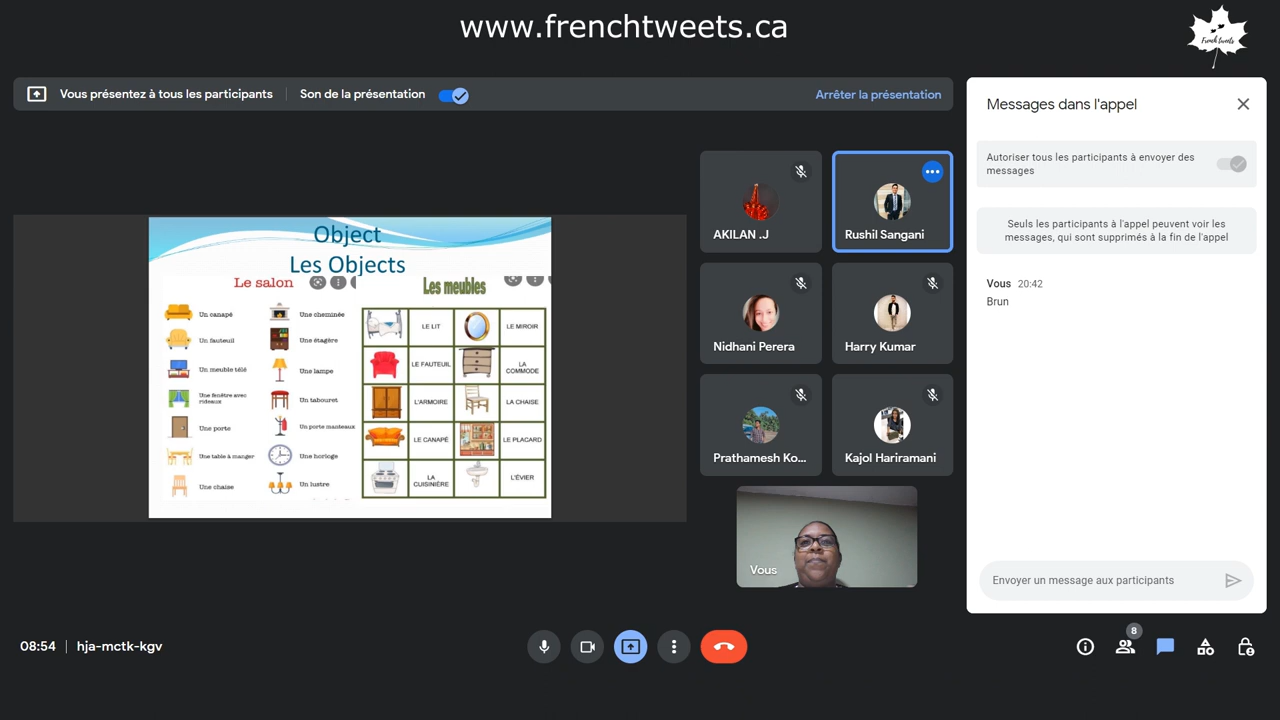 www.frenchtweets.ca
French tweets
Vous présentez à tous les participants
Son de la présentation
Arrêter la présentation
Object
Les Objects
Le salon
Un canapé
Une cheminée
Un fauteuil
Une étagère
Un meuble télé
Une lampe
Une fenêtre avec
rideaux
Un tabouret
Une porte
Un porte manteaux
Une table à manger
Une horloge
Une chaise
Un lustre
Les meubles
LE LIT
LE MIROIR
LE FAUTEUIL
LA
COMMODE
L'ARMOIRE
LA CHAISE
LE CANAPÉ
LE PLACARD
LA
CUISINIÈRE
L'ÉVIER
AKILAN .J
Rushil Sangani
Nidhani Perera
Harry Kumar
Prathamesh Ko...
Kajol Hariramani
Vous
Messages dans l'appel
Autoriser tous les participants à envoyer des
messages
Seuls les participants à l'appel peuvent voir les
messages, qui sont supprimés à la fin de l'appel
Vous 20:42
Brun
Envoyer un message aux participants
08:54 | hja-mctk-kgv
8